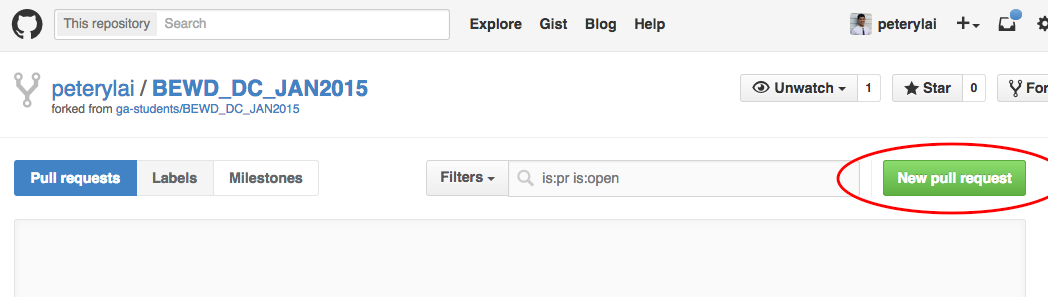 This repository Search Explore Gist Blog Help peterylai
peterylai / BEWD_DC_JAN2015 Unwatch 1 Star 0 For
forked from ga-students/BEWD_DC_JAN2015
Pull requests Labels Milestones Filters is:pr is:open New pull request